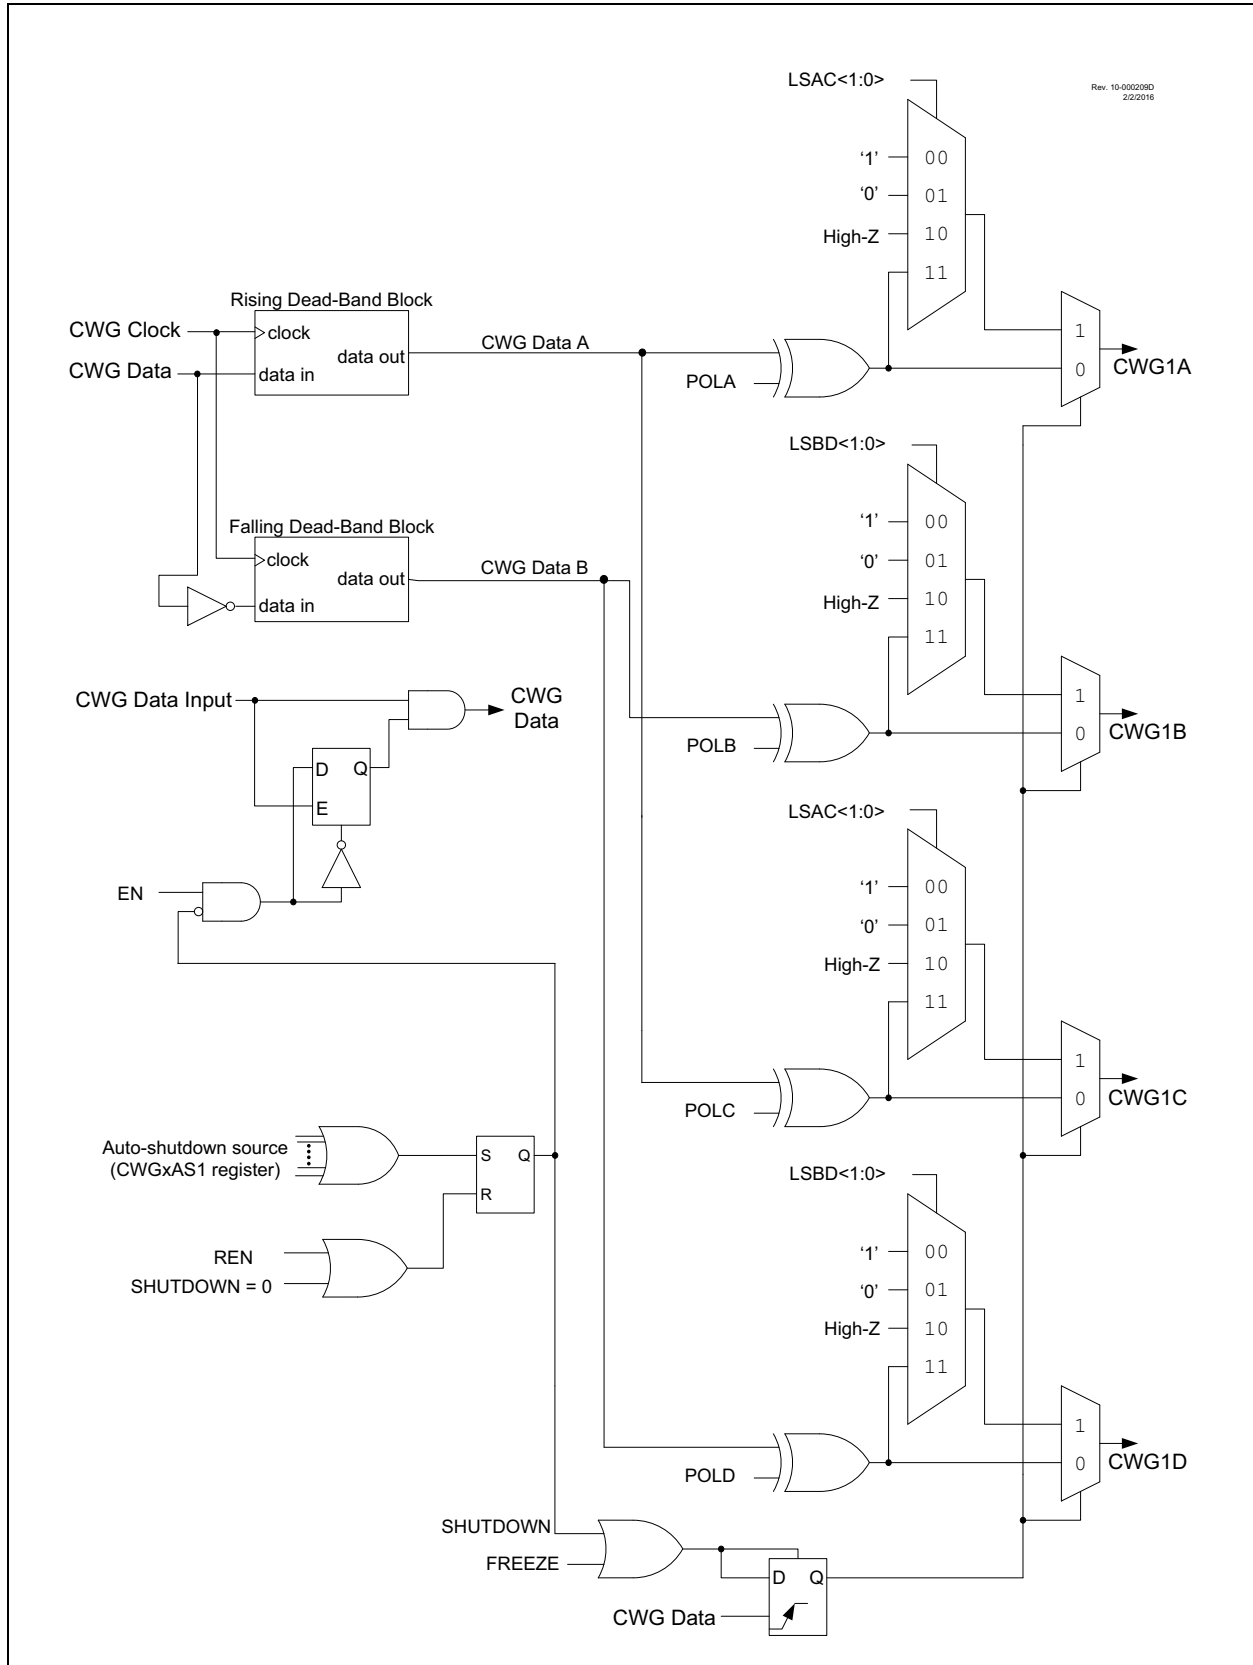 LSAC<1:0>
Rev. 10-000209D
2/2/2016
'1'
00
'0'
01
High-Z
10
11
Rising Dead-Band Block
CWG Clock
clock
data out
CWG Data
data in
CWG Data A
POLA
1
0
CWG1A
LSBD<1:0>
'1'
00
'0'
01
High-Z
10
11
Falling Dead-Band Block
clock
data out
data in
CWG Data B
POLB
1
0
CWG1B
CWG Data Input
CWG
Data
D
Q
E
EN
LSAC<1:0>
'1'
00
'0'
01
High-Z
10
11
POLC
1
0
CWG1C
Auto-shutdown source
(CWGxAS1 register)
S
Q
R
REN
SHUTDOWN = 0
LSBD<1:0>
'1'
00
'0'
01
High-Z
10
11
POLD
1
0
CWG1D
SHUTDOWN
FREEZE
D
Q
CWG Data